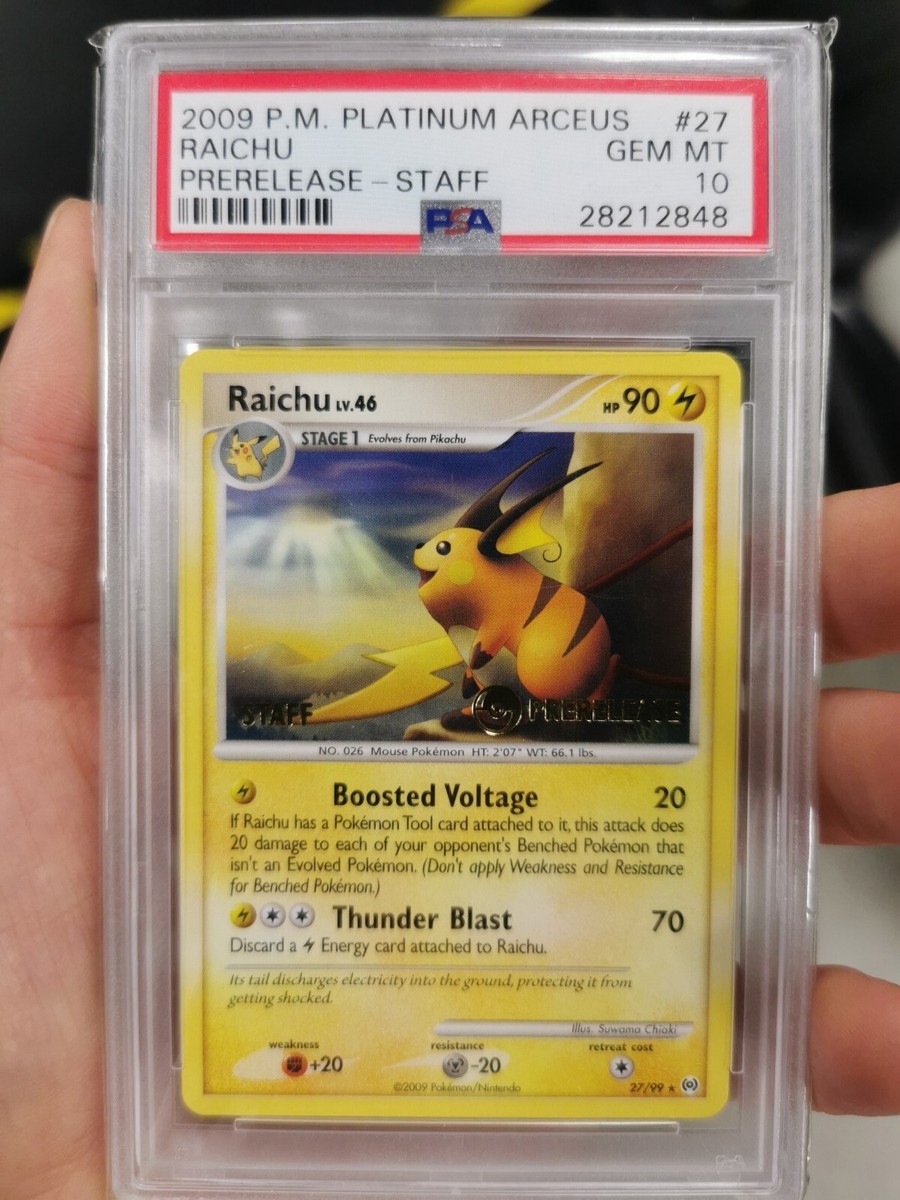 2009 P.M. PLATINUM ARCEUS #27
RAICHU GEM MT
PRERELEASE - STAFF 10
PSA 28212848
Raichu LV.46 HP 90
STAGE 1 Evolves from Pikachu
STAFF PRERELEASE
NO. 026 Mouse Pokémon HT: 2'07" WT: 66.1 lbs.
Boosted Voltage 20
If Raichu has a Pokémon Tool card attached to it, this attack does
20 damage to each of your opponent's Benched Pokémon that
isn't an Evolved Pokémon. (Don't apply Weakness and Resistance
for Benched Pokémon.)
Thunder Blast 70
Discard a Energy card attached to Raichu.
Its tail discharges electricity into the ground, protecting it from
getting shocked.
Illus. Suwama Chiaki
weakness resistance retreat cost
+20 -20
©2009 Pokémon/Nintendo 27/99 ★